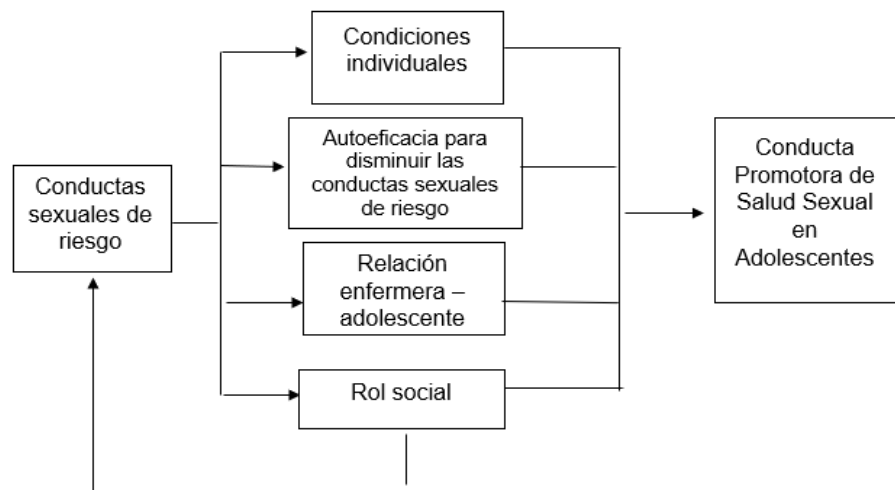 Condiciones
individuales
Autoeficacia para
disminuir las
conductas sexuales
de riesgo
Conductas
sexuales de
riesgo
Relación
enfermera –
adolescente
Rol social
Conducta
Promotora de
Salud Sexual
en
Adolescentes